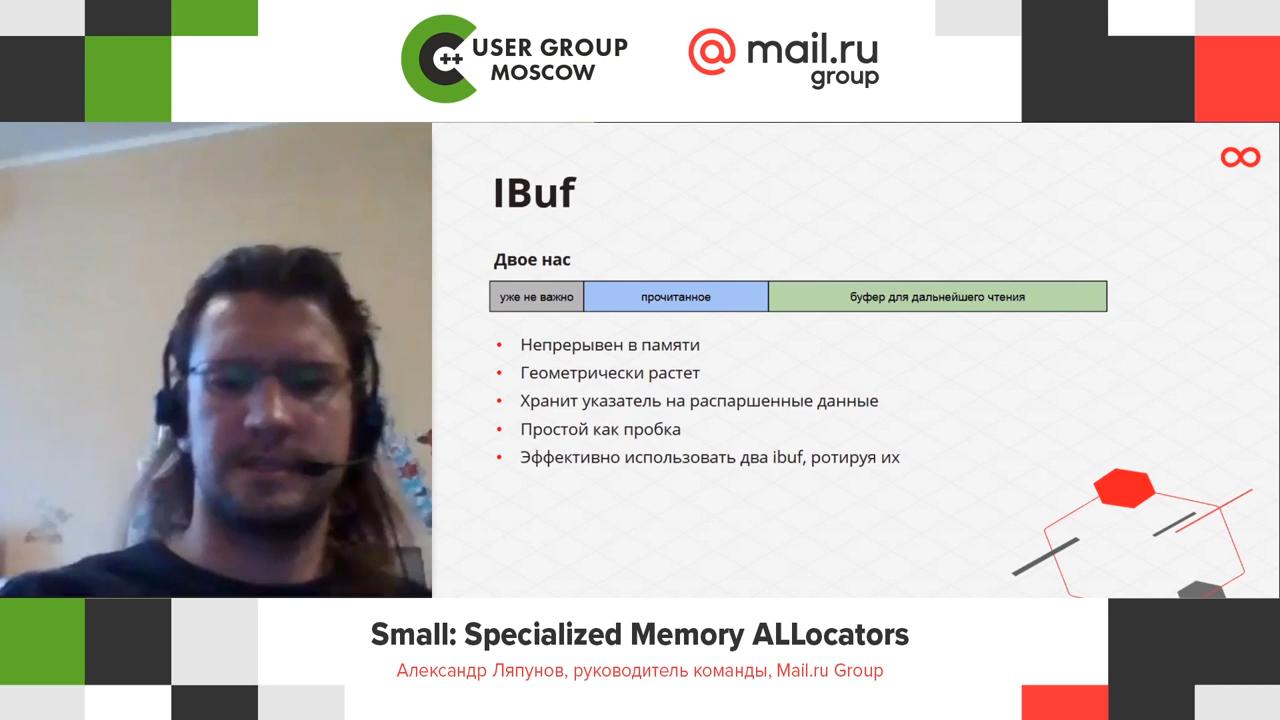 C++ USER GROUP
MOSCOW
@mail.ru
group
IBuf
Двое нас
уже не важно прочитанное буфер для дальнейшего чтения
• Непрерывен в памяти
• Геометрически растет
• Хранит указатель на распаршенные данные
• Простой как пробка
• Эффективно использовать два ibuf, ротируя их
Small: Specialized Memory ALLocators
Александр Ляпунов, руководитель команды, Mail.ru Group